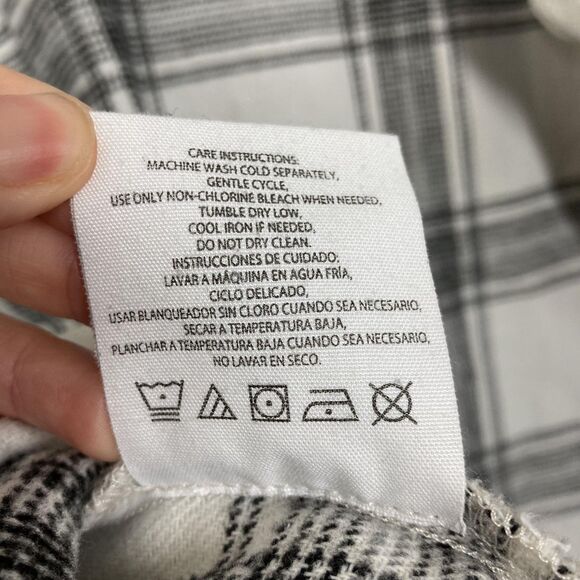 CARE INSTRUCTIONS:
MACHINE WASH COLD SEPARATELY,
GENTLE CYCLE,
USE ONLY NON-CHLORINE BLEACH WHEN NEEDED,
TUMBLE DRY LOW,
COOL IRON IF NEEDED,
DO NOT DRY CLEAN.
INSTRUCCIONES DE CUIDADO:
LAVAR A MÁQUINA EN AGUA FRÍA,
CICLO DELICADO,
USAR BLANQUEADOR SIN CLORO CUANDO SEA NECESARIO,
SECAR A TEMPERATURA BAJA,
PLANCHAR A TEMPERATURA BAJA CUANDO SEA NECESARIO,
NO LAVAR EN SECO.